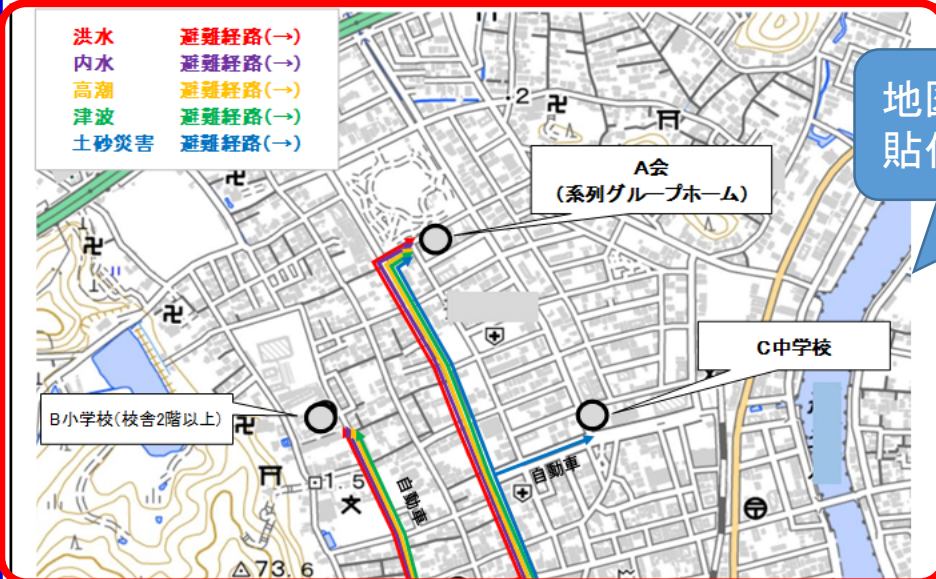 洪水 避難経路(→)
内水 避難経路(→)
高潮 避難経路(→)
津波 避難経路(→)
土砂災害 避難経路(→)
地
貼
2
A会
(系列グループホーム)
C中学校
B小学校(校舎2階以上)
自動車
1.5
自動車
73.6